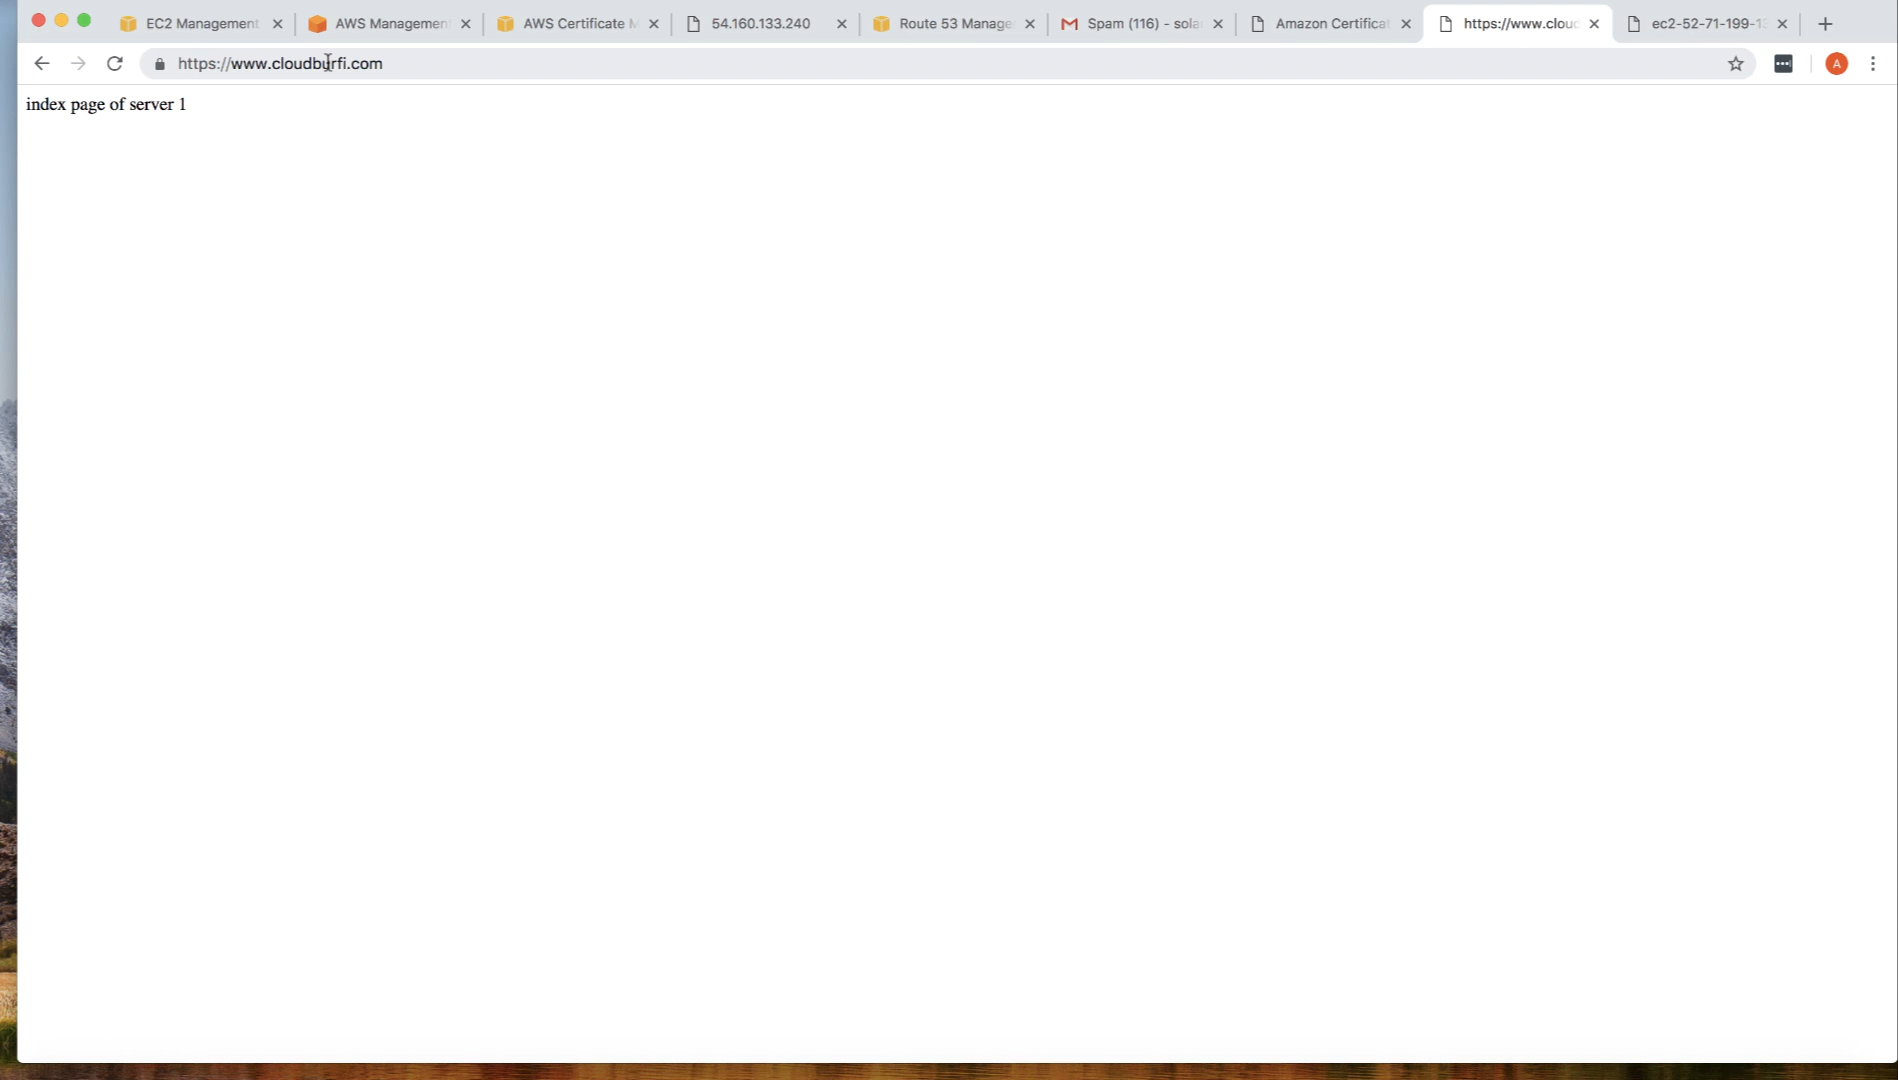 EC2 Management
AWS Managemen
AWS Certificate M
54.160.133.240
Route 53 Manage
Spam (116) - sola
Amazon Certificat
https://www.clou
ec2-52-71-199-1
https://www.cloudburfi.com
A
index page of server 1